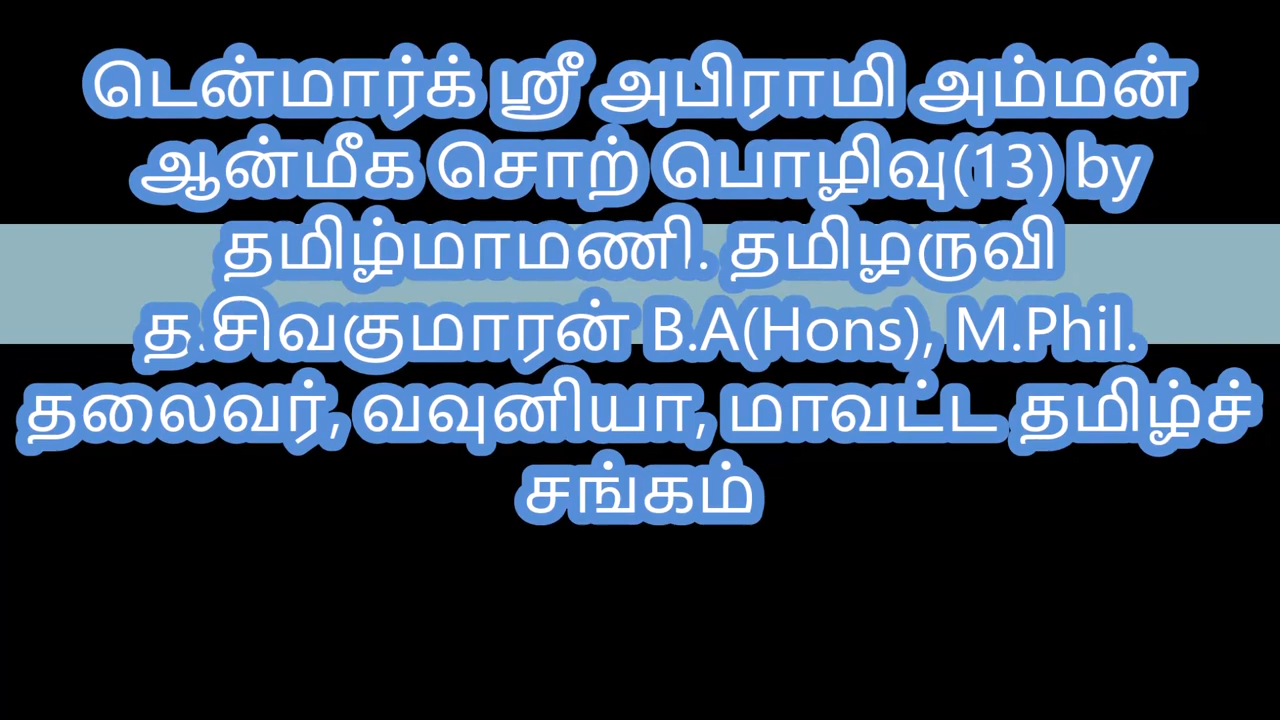 டென்மார்க் ஸ்ரீ அபிராமி அம்மன்
ஆன்மீக சொற் பொழிவு(13) by
தமிழ்மாமணி. தமிழருவி
த.சிவகுமாரன் B.A(Hons), M.Phil.
தலைவர், வவுனியா, மாவட்ட தமிழ்ச்
சங்கம்